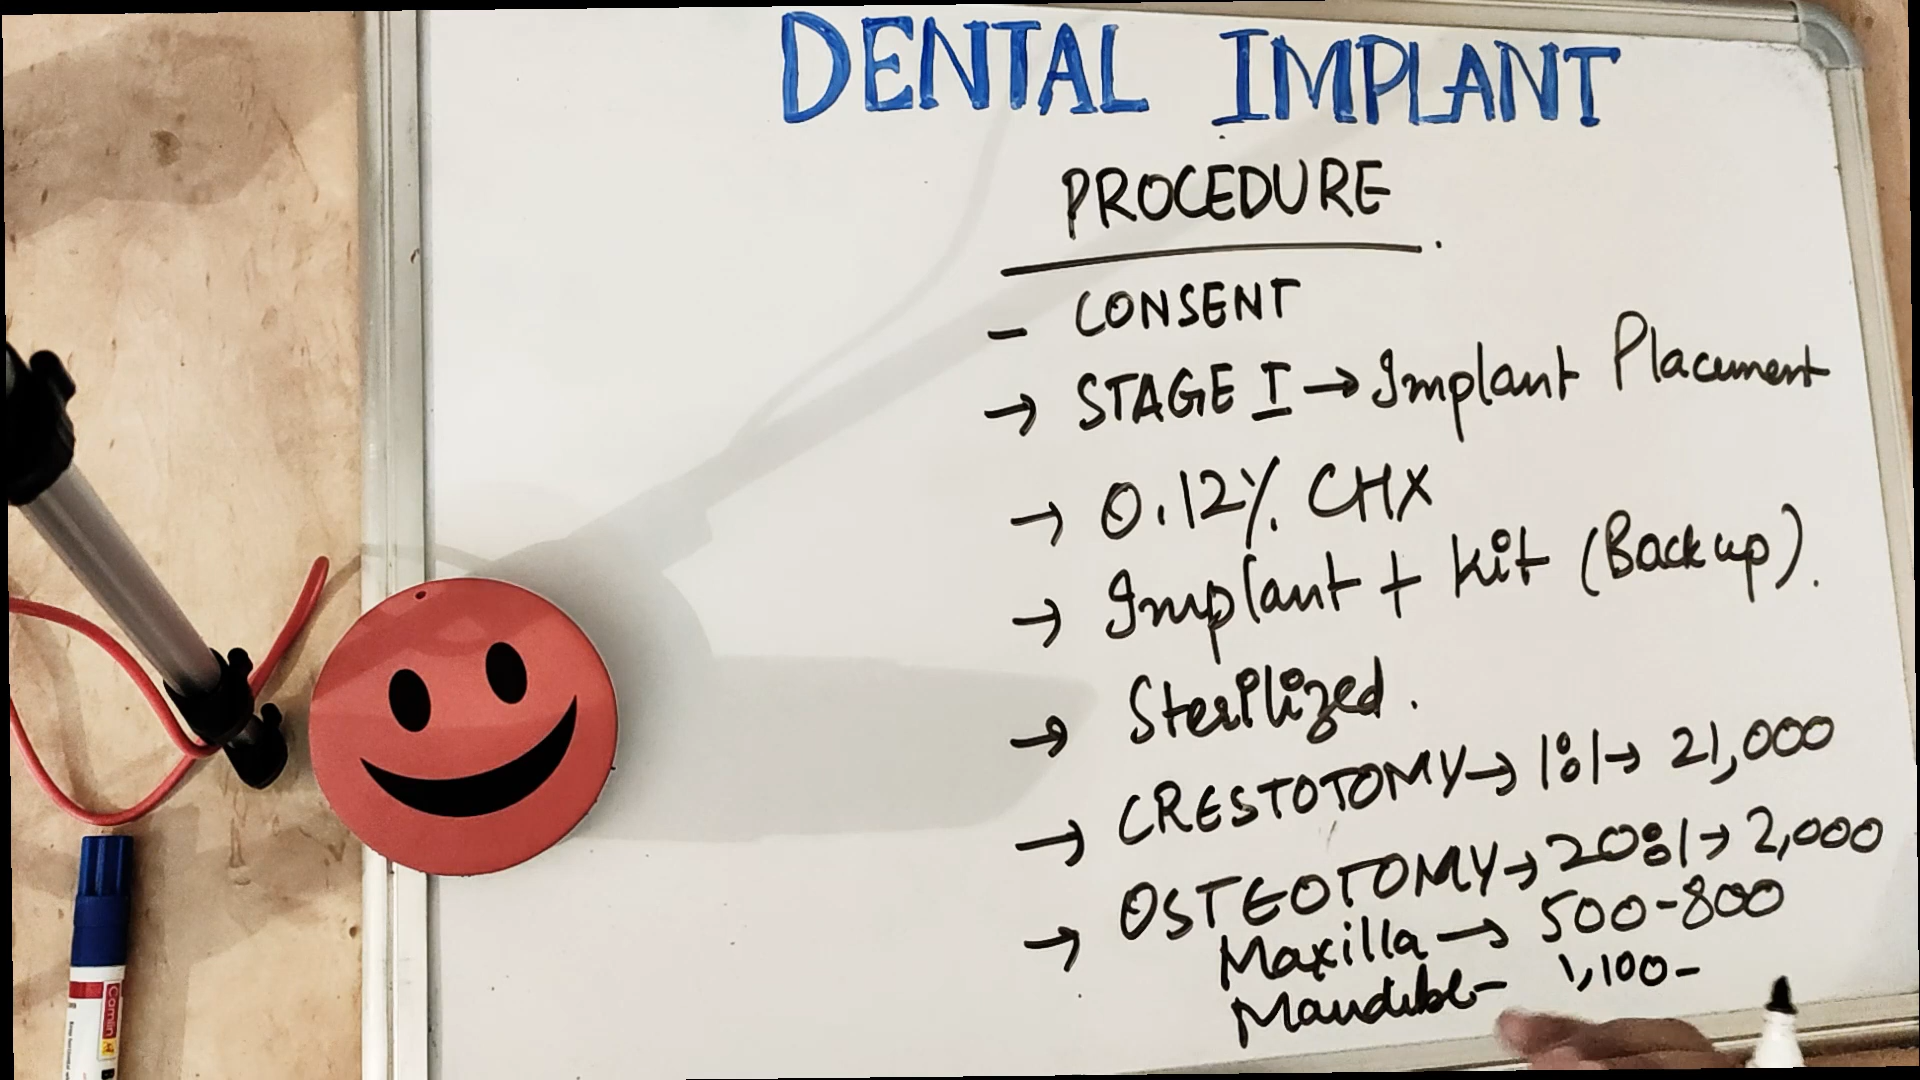 DENTAL IMPLANT
PROCEDURE
- CONSENT
→ STAGE I → Implant Placement
→ 0.12% CHX
→ Implant + Kit (Backup).
→ Sterilized.
→ CRESTOTOMY → 1:1 → 21,000
→ OSTEOTOMY → 20:1 → 2,000
Maxilla → 500-800
Mandible - 1,100-
Camlin